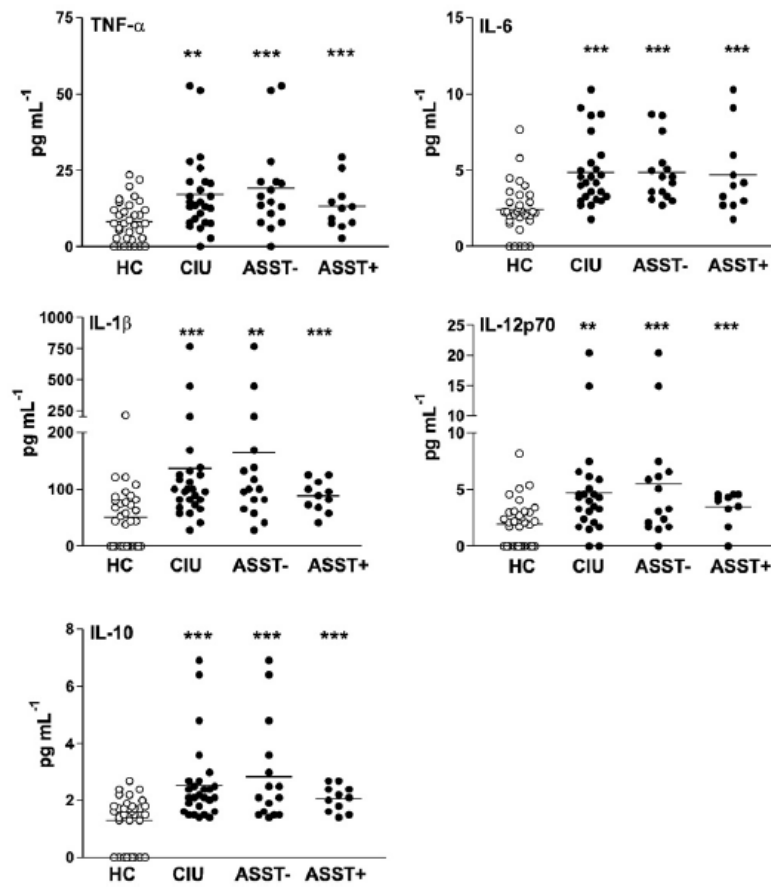 TNF-α
** *** ***
pg mL⁻¹
75
50
25
0
HC CIU ASST- ASST+
IL-6
*** *** ***
pg mL⁻¹
15
10
5
0
HC CIU ASST- ASST+
IL-1β
*** ** ***
pg mL⁻¹
1000
750
500
250
200
100
0
HC CIU ASST- ASST+
IL-12p70
** *** ***
pg mL⁻¹
25
20
15
10
5
0
HC CIU ASST- ASST+
IL-10
*** *** ***
pg mL⁻¹
8
6
4
2
0
HC CIU ASST- ASST+